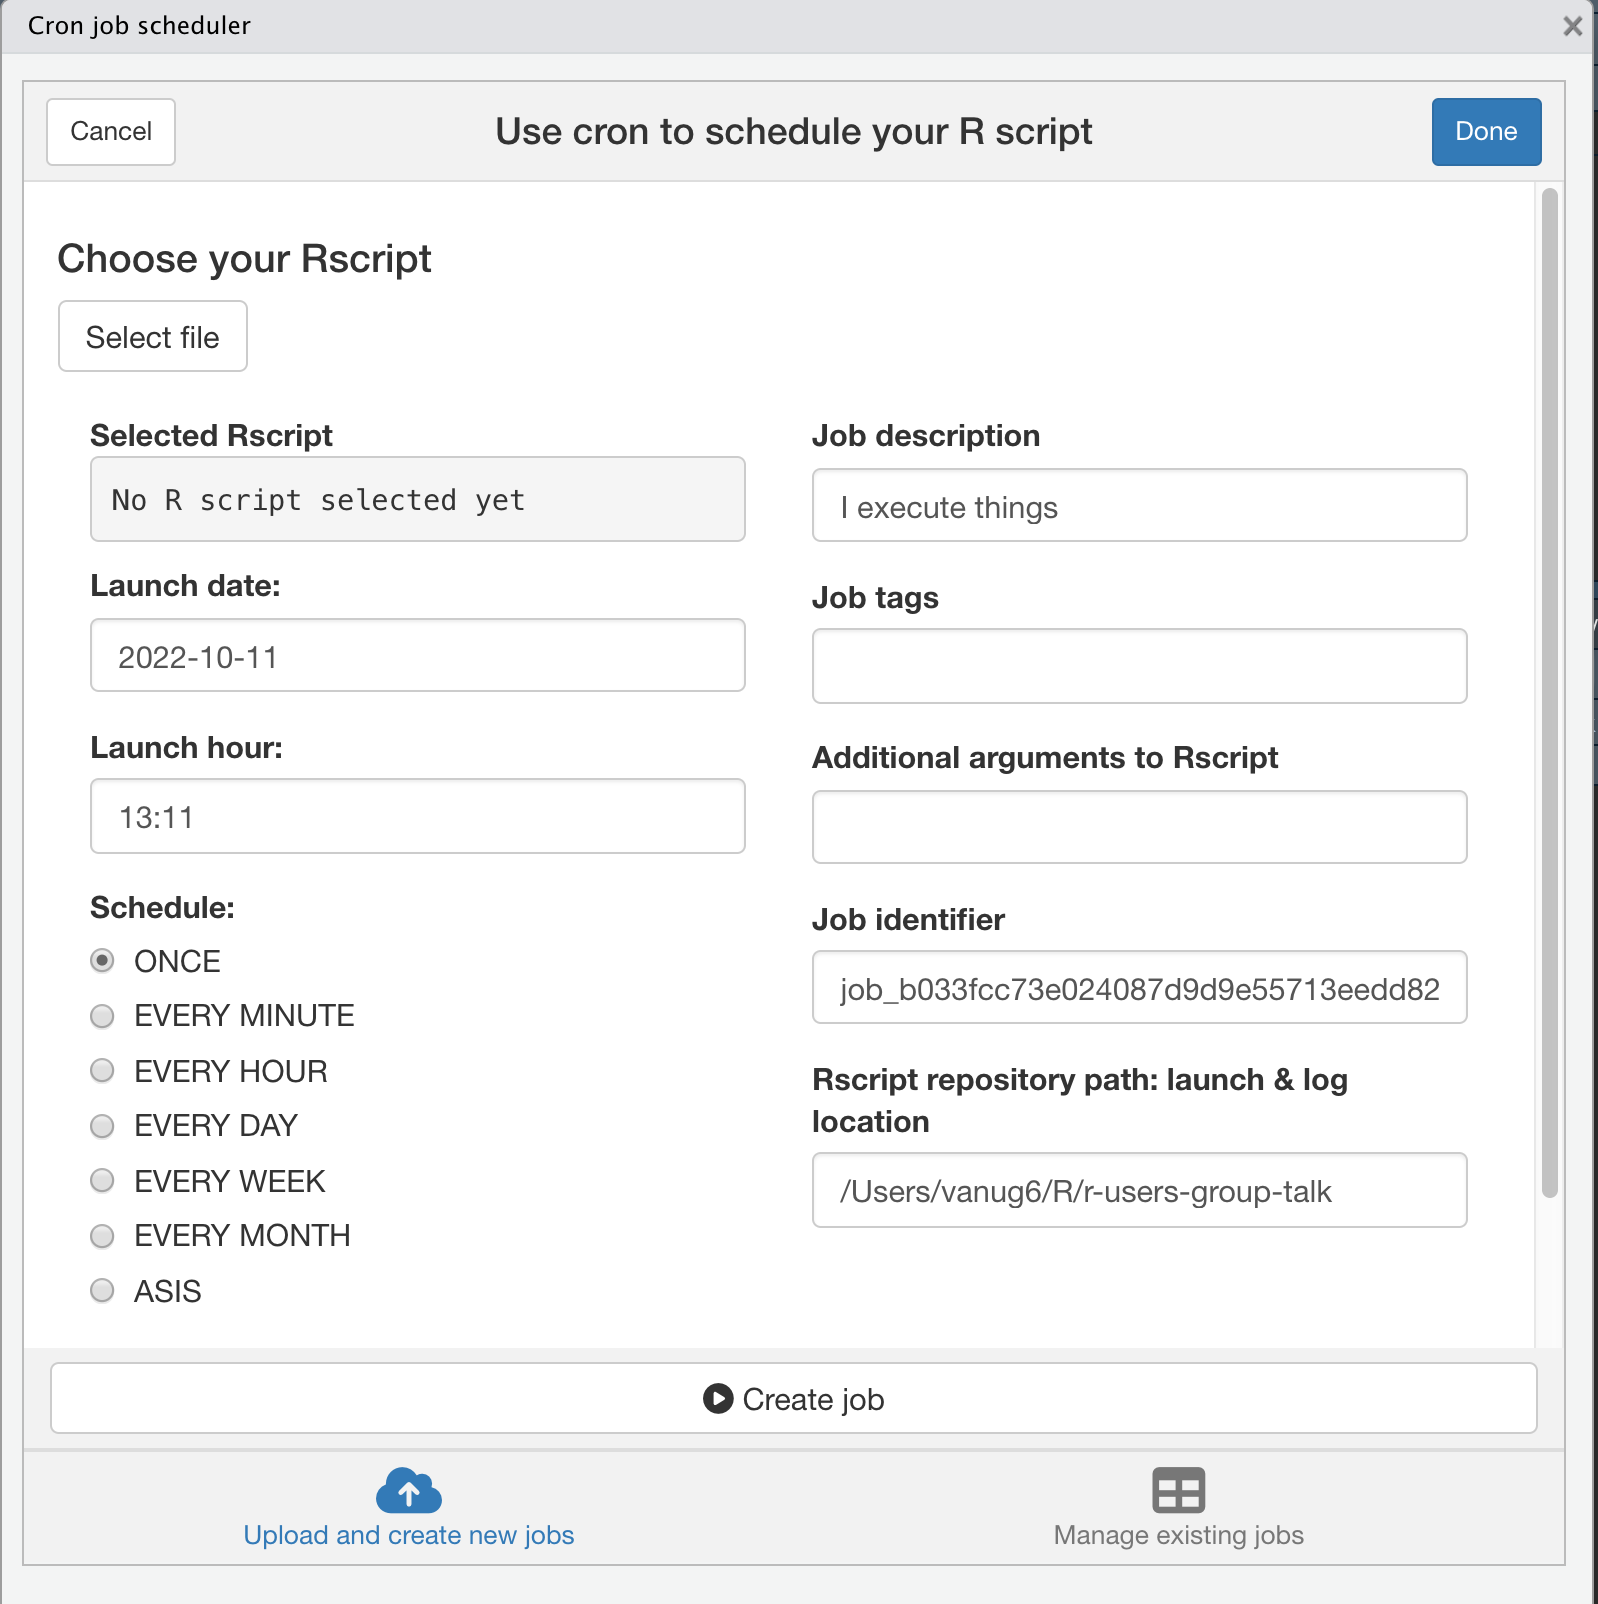 Cron job scheduler
Cancel
Use cron to schedule your R script
Done
Choose your Rscript
Select file
Selected Rscript
No R script selected yet
Launch date:
2022-10-11
Launch hour:
13:11
Schedule:
ONCE
EVERY MINUTE
EVERY HOUR
EVERY DAY
EVERY WEEK
EVERY MONTH
ASIS
Job description
I execute things
Job tags
Additional arguments to Rscript
Job identifier
job_b033fcc73e024087d9d9e55713eedd82
Rscript repository path: launch & log
location
/Users/vanug6/R/r-users-group-talk
Create job
Upload and create new jobs
Manage existing jobs